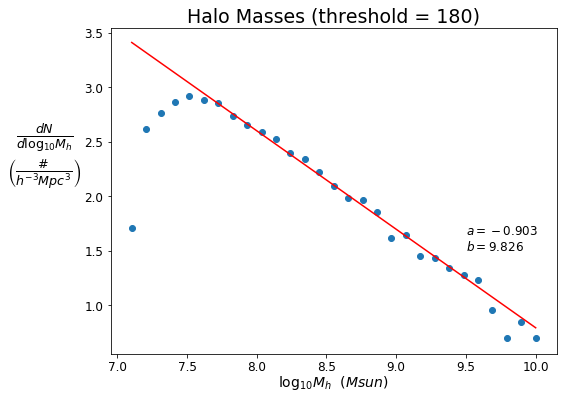 Halo Masses (threshold = 180)
3.5
3.0
2.5
2.0
1.5
1.0
dN
dlog₁₀Mₕ
(#
h⁻³Mpc³)
a = −0.903
b = 9.826
7.0 7.5 8.0 8.5 9.0 9.5 10.0
log₁₀Mₕ (Msun)